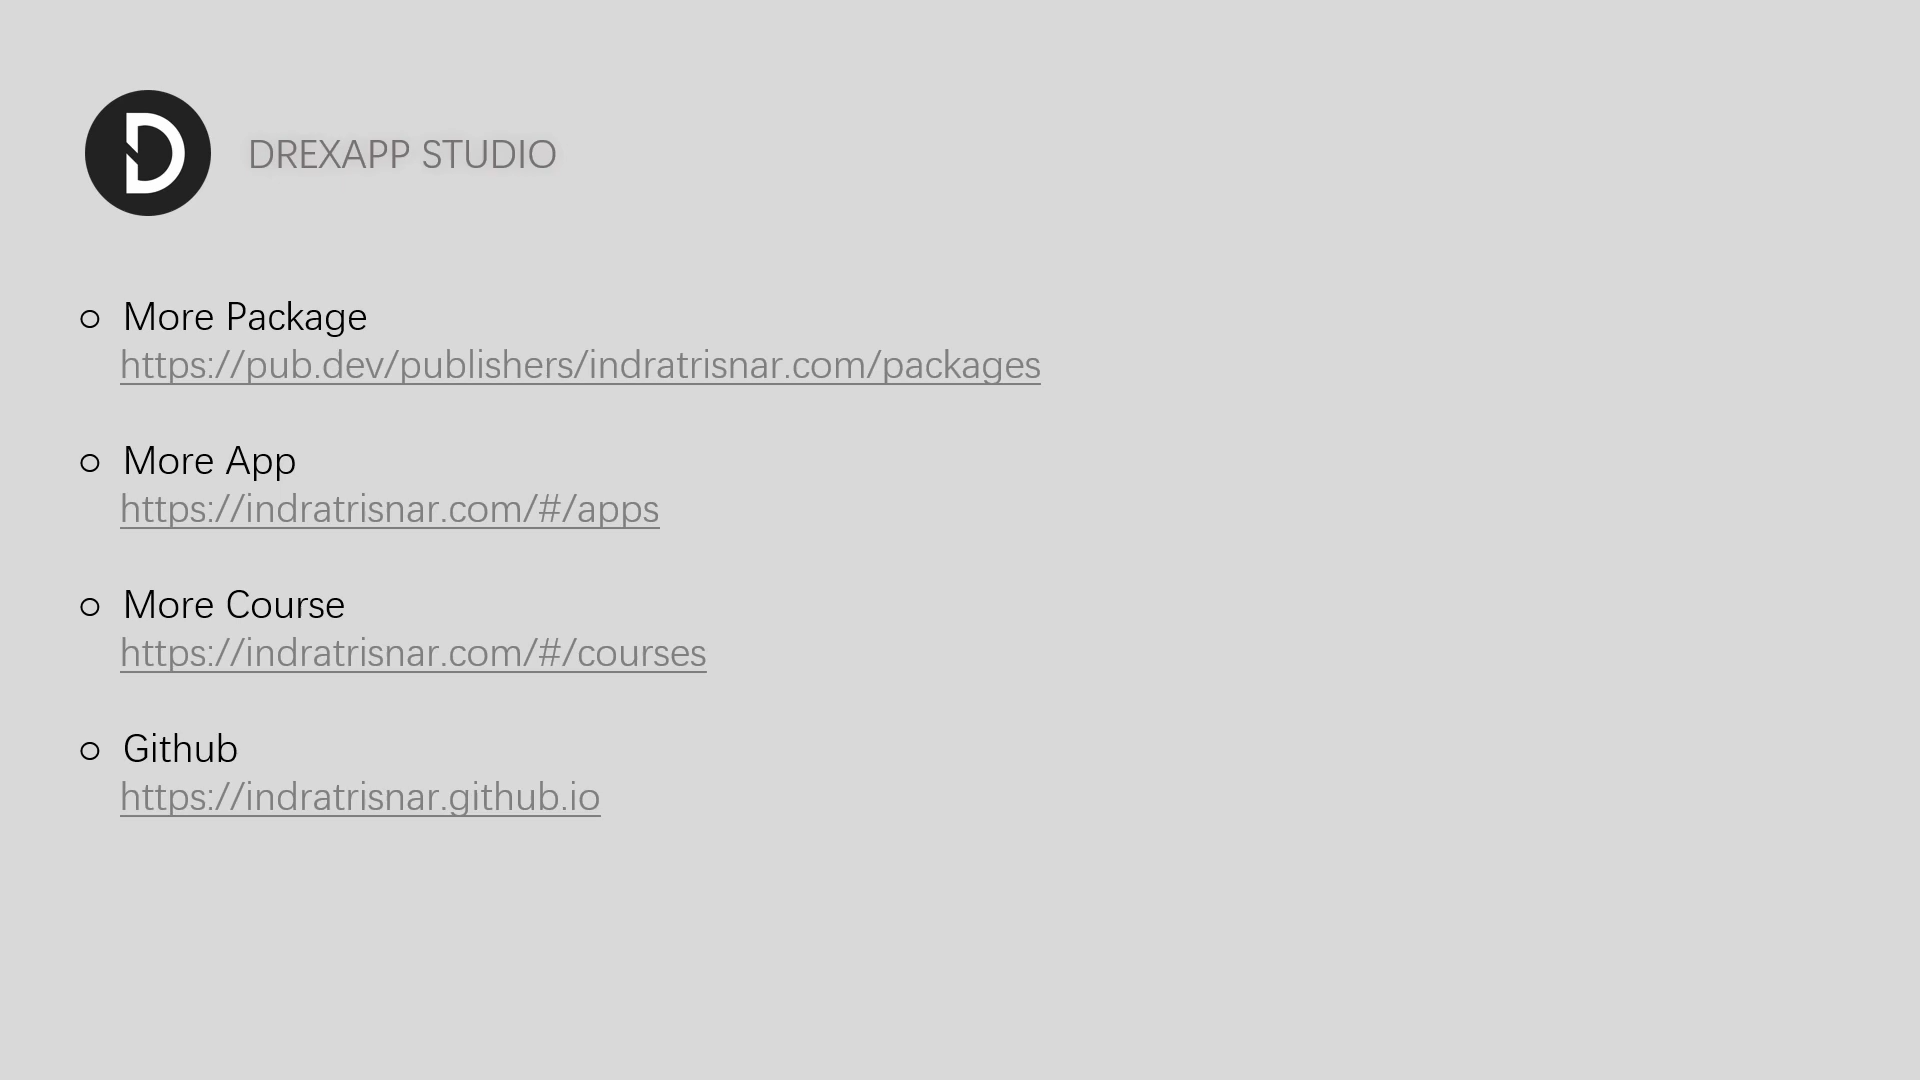 DREXAPP STUDIO
○ More Package
https://pub.dev/publishers/indratrisnar.com/packages
○ More App
https://indratrisnar.com/#/apps
○ More Course
https://indratrisnar.com/#/courses
○ Github
https://indratrisnar.github.io